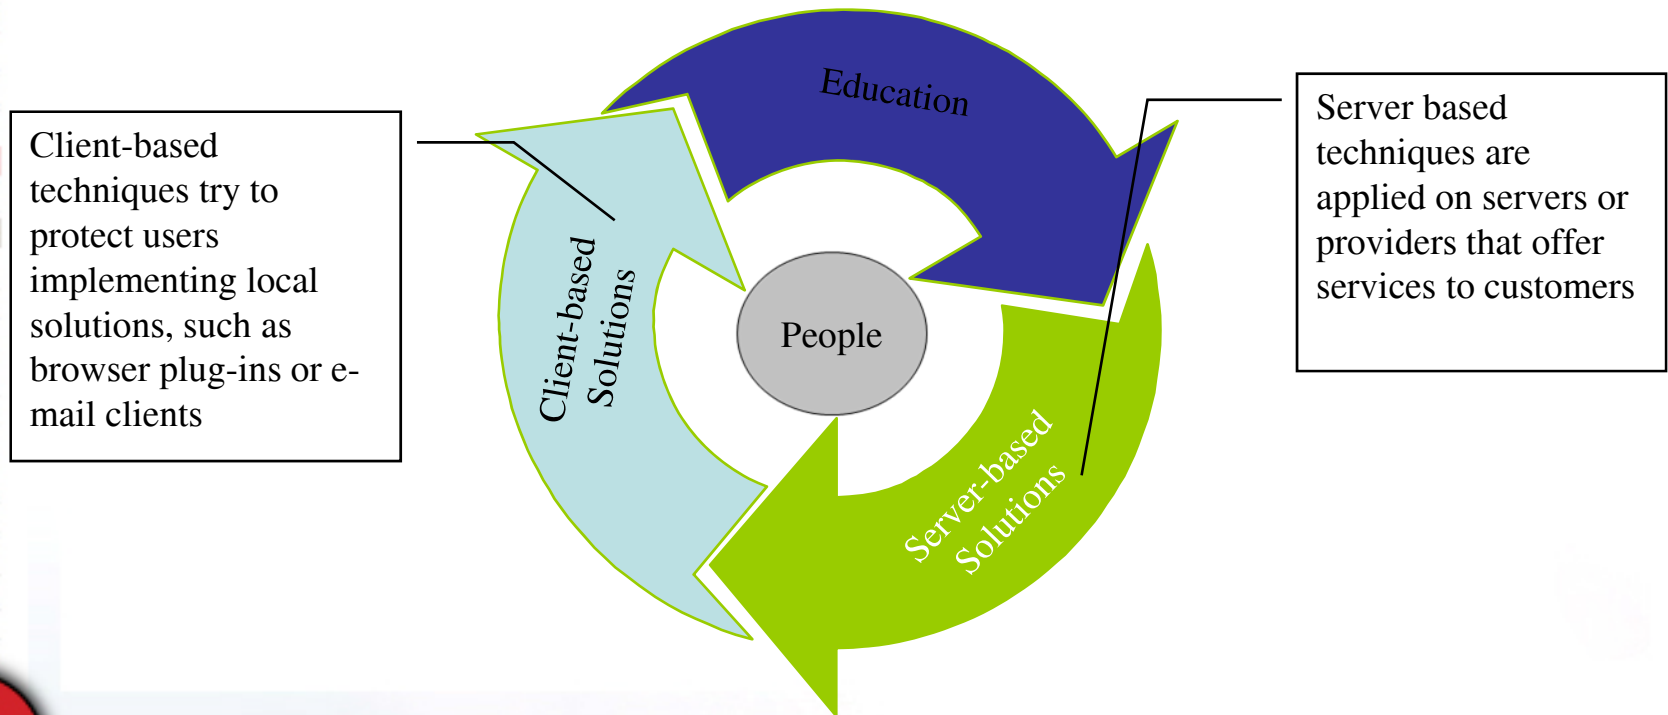 Education
Client-based
techniques try to
protect users
implementing local
solutions, such as
browser plug-ins or e-
mail clients
Server based
techniques are
applied on servers or
providers that offer
services to customers
Client-based
Solutions
People
Server-based
Solutions